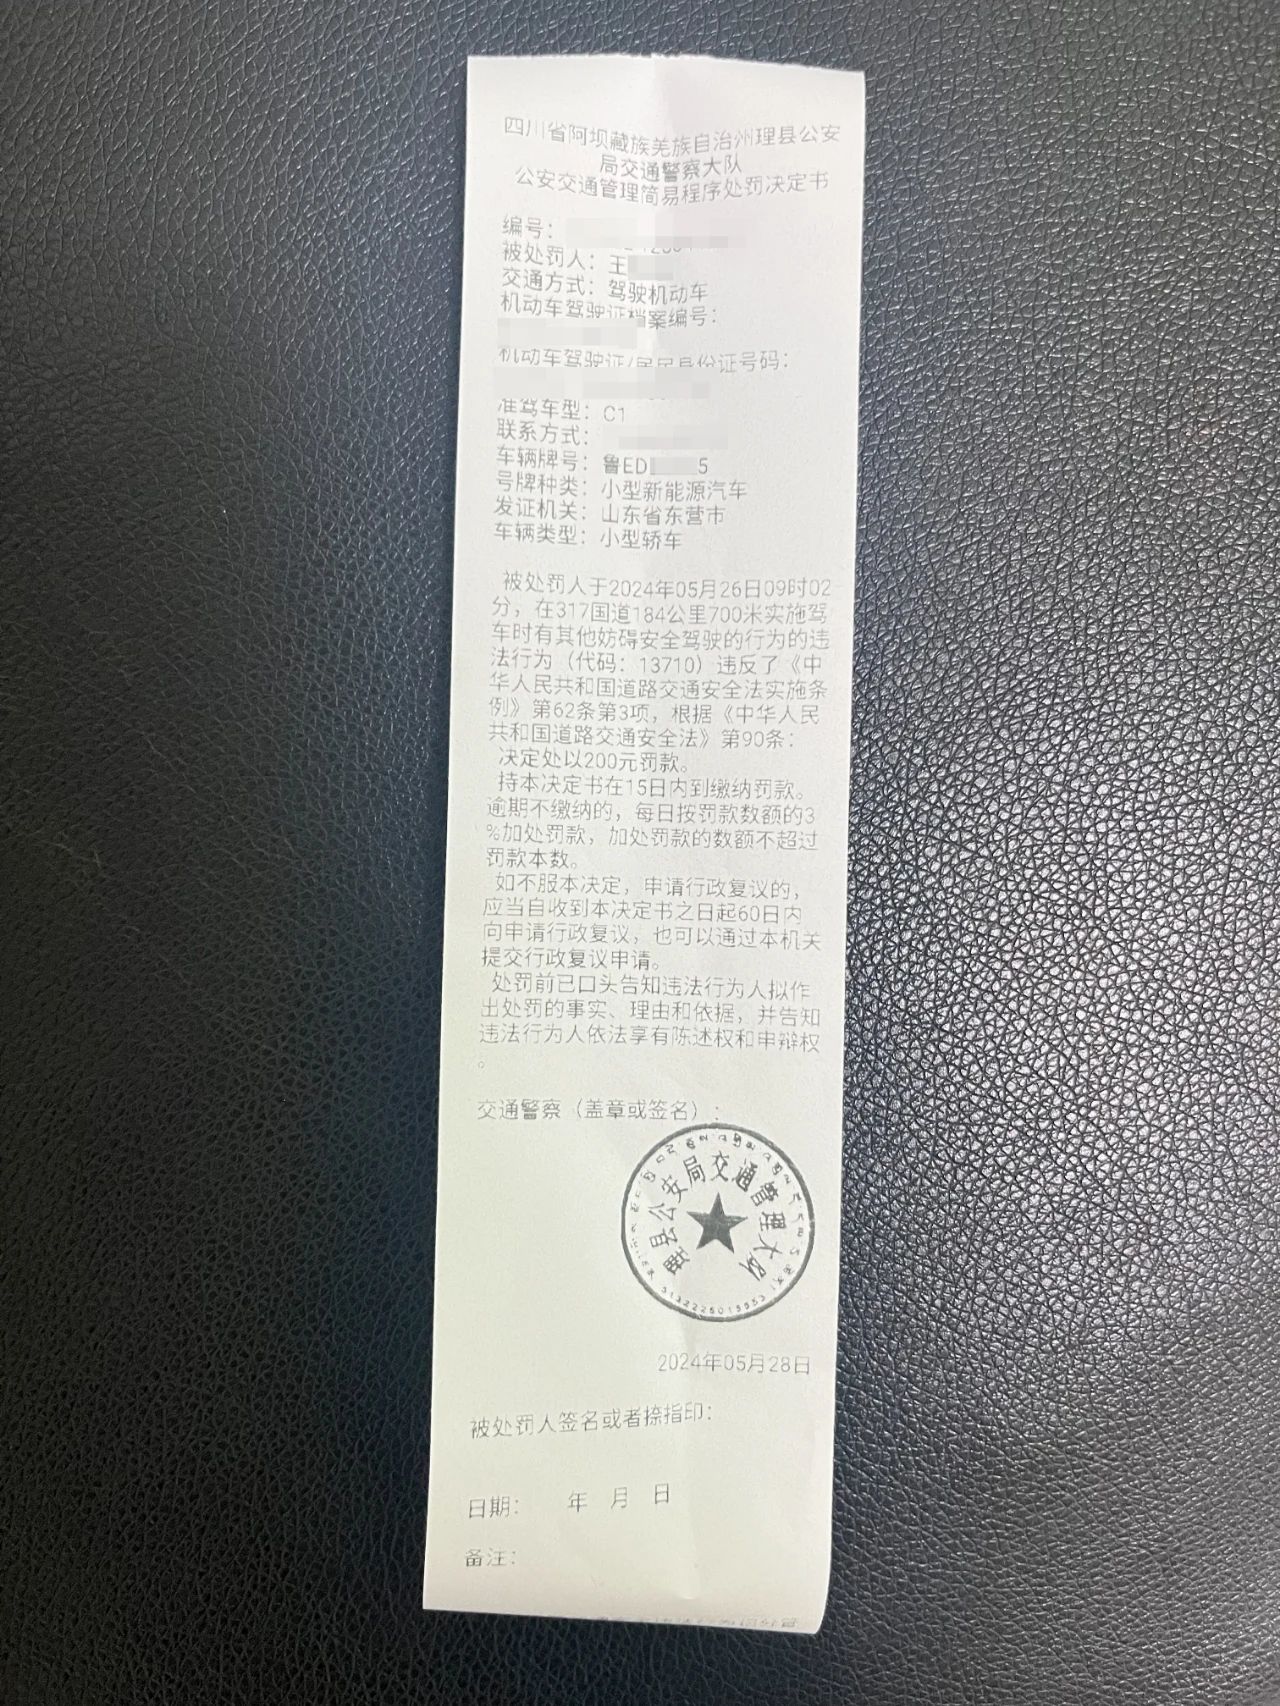 四川省阿坝藏族羌族自治州理县公安
局交通警察大队
公安交通管理简易程序处罚决定书
编号：
被处罚人：王
交通方式：驾驶机动车
机动车驾驶证档案编号：
机动车驾驶证/居民身份证号码：
准驾车型：C1
联系方式：
车辆牌号：鲁ED 5
号牌种类：小型新能源汽车
发证机关：山东省东营市
车辆类型：小型轿车
被处罚人于2024年05月26日09时02
分，在317国道184公里700米实施驾
车时有其他妨碍安全驾驶的行为的违
法行为（代码：13710）违反了《中
华人民共和国道路交通安全法实施条
例》第62条第3项，根据《中华人民
共和国道路交通安全法》第90条：
决定处以200元罚款。
持本决定书在15日内到缴纳罚款。
逾期不缴纳的，每日按罚款数额的3
%加处罚款，加处罚款的数额不超过
罚款本数。
如不服本决定，申请行政复议的，
应当自收到本决定书之日起60日内
向申请行政复议，也可以通过本机关
提交行政复议申请。
处罚前已口头告知违法行为人拟作
出处罚的事实、理由和依据，并告知
违法行为人依法享有陈述权和申辩权
。
交通警察（盖章或签名）：
理县公安局交通管理大队
2024年05月28日
被处罚人签名或者捺指印：
日期： 年 月 日
备注：